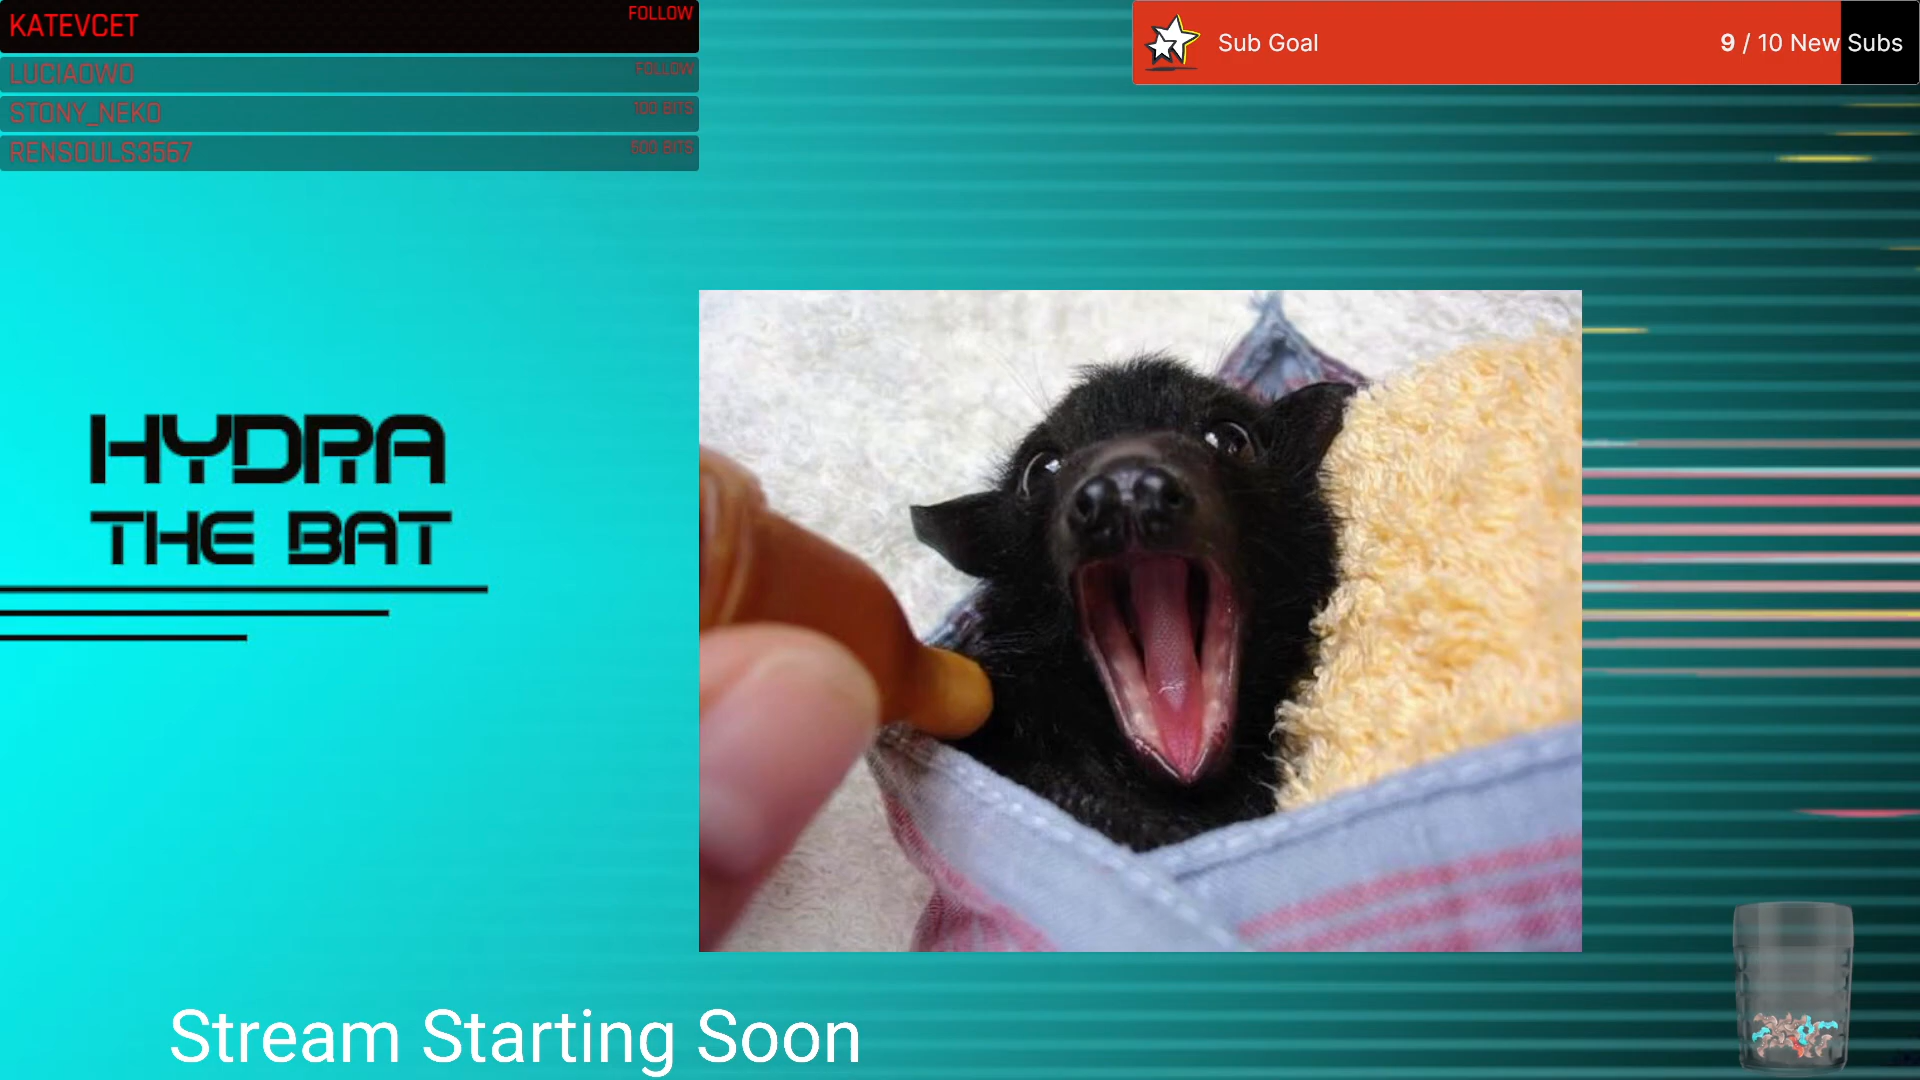 KATEVCET FOLLOW
LUCIAOWO FOLLOW
STONY_NEKO 100 BITS
RENSOULS3567 500 BITS
Sub Goal 9 / 10 New Subs
HYDRA
THE BAT
Stream Starting Soon